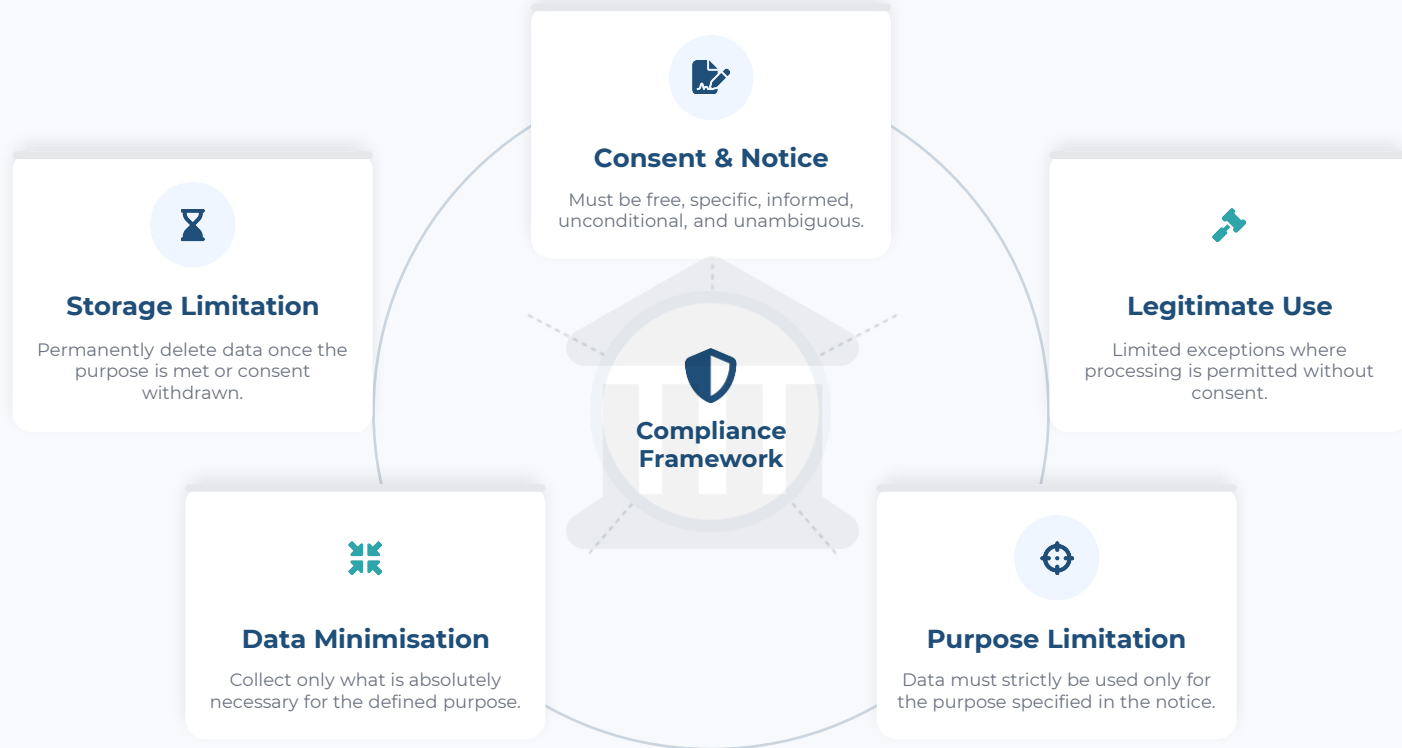 Consent & Notice
Must be free, specific, informed,
unconditional, and unambiguous.
Storage Limitation
Permanently delete data once the
purpose is met or consent
withdrawn.
Legitimate Use
Limited exceptions where
processing is permitted without
consent.
Compliance
Framework
Data Minimisation
Collect only what is absolutely
necessary for the defined purpose.
Purpose Limitation
Data must strictly be used only for
the purpose specified in the notice.